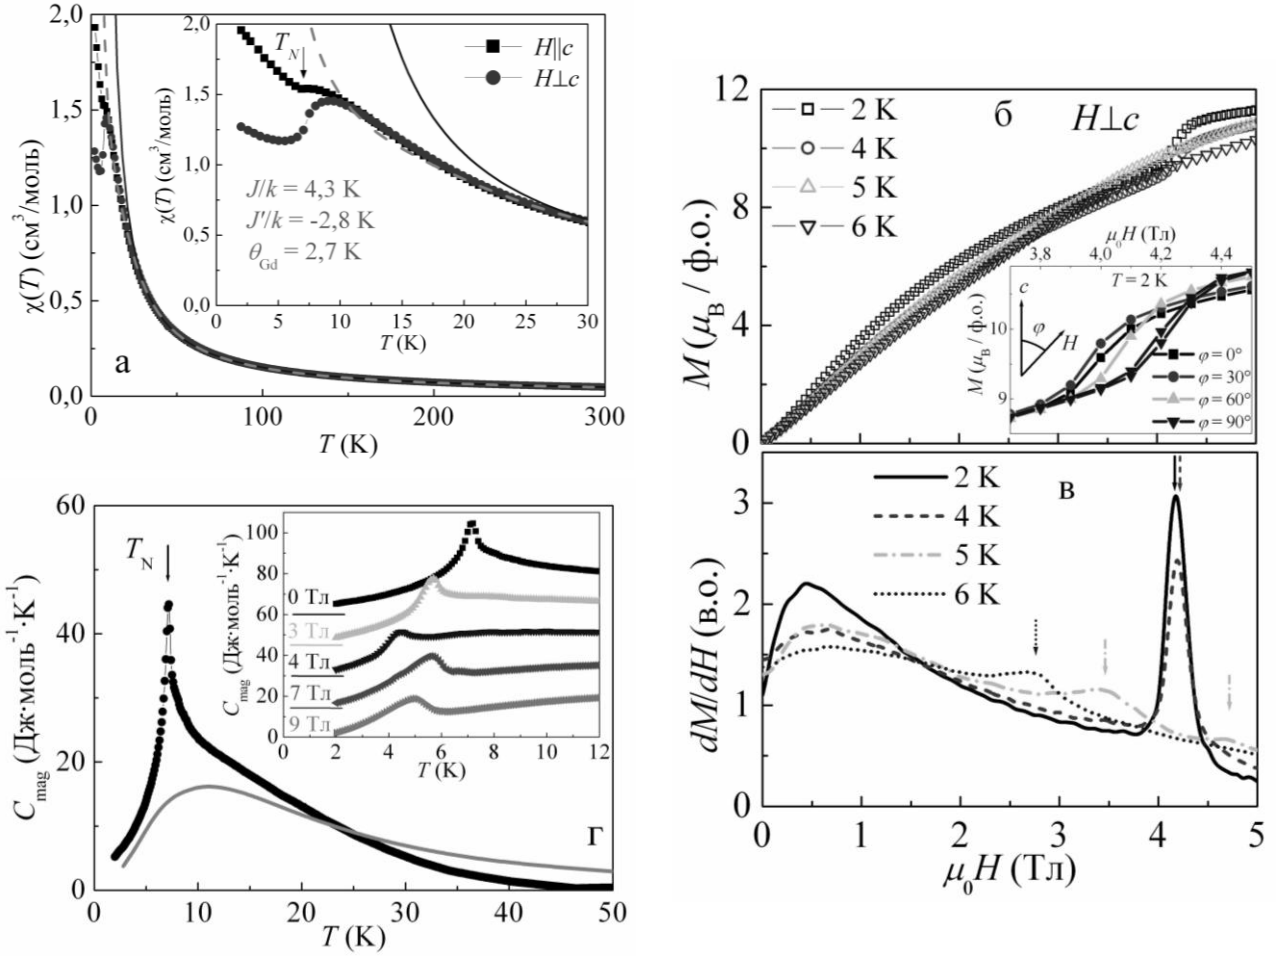 2,0
1,5
1,0
0,5
0,0
χ(T) (см³/моль)
100
200
300
T (K)
а
2,0
1,5
1,0
0,5
0,0
χ(T) (см³/моль)
T_N
H||c
H⊥c
J/k = 4,3 K
J'/k = -2,8 K
θ_Gd = 2,7 K
0
5
10
15
20
25
30
T (K)
12
8
4
0
M (μ_B / ф.о.)
2 K
4 K
5 K
6 K
б
H⊥c
μ₀H (Тл)
3,8
4,0
4,2
4,4
T = 2 K
c
φ
H
M (μ_B / ф.о.)
10
9
φ = 0°
φ = 30°
φ = 60°
φ = 90°
3
2
1
0
dM/dH (в.о.)
2 K
4 K
5 K
6 K
в
0
1
2
3
4
5
μ₀H (Тл)
60
40
20
0
C_mag (Дж·моль⁻¹·K⁻¹)
T_N
г
0
10
20
30
40
50
T (K)
100
80
60
40
20
0
C_mag (Дж·моль⁻¹·K⁻¹)
0 Тл
3 Тл
4 Тл
7 Тл
9 Тл
0
2
4
6
8
10
12
T (K)